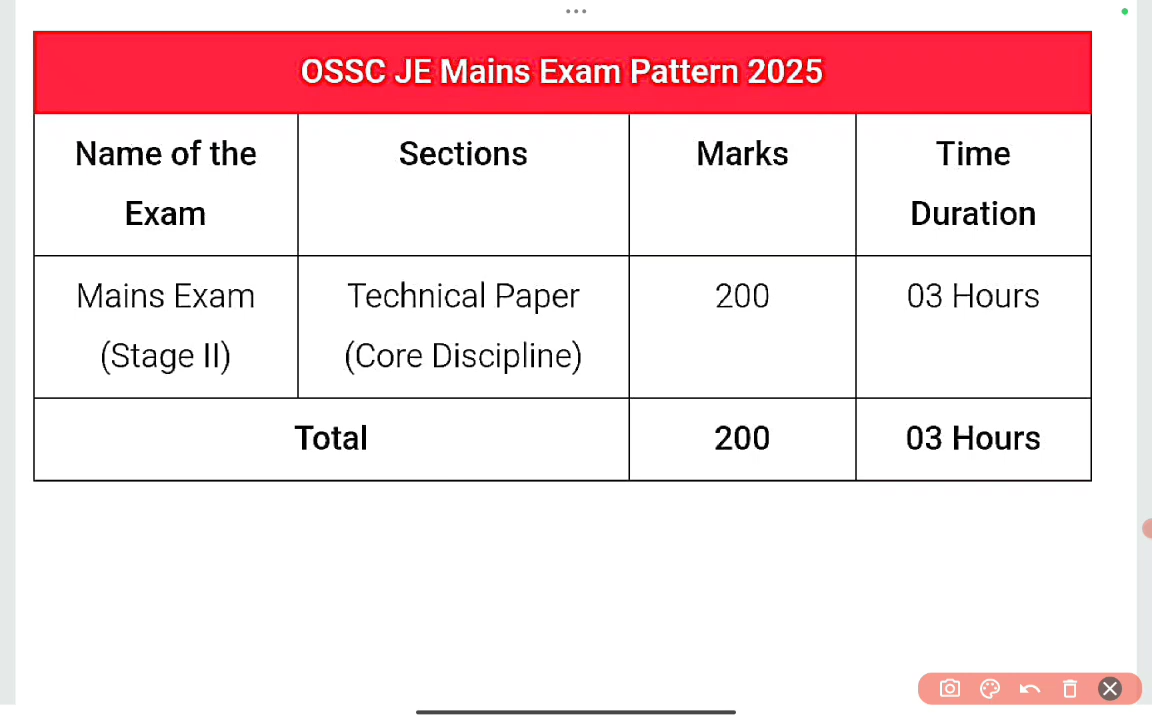 OSSC JE Mains Exam Pattern 2025
Name of the Exam
Sections
Marks
Time Duration
Mains Exam (Stage II)
Technical Paper (Core Discipline)
200
03 Hours
Total
200
03 Hours